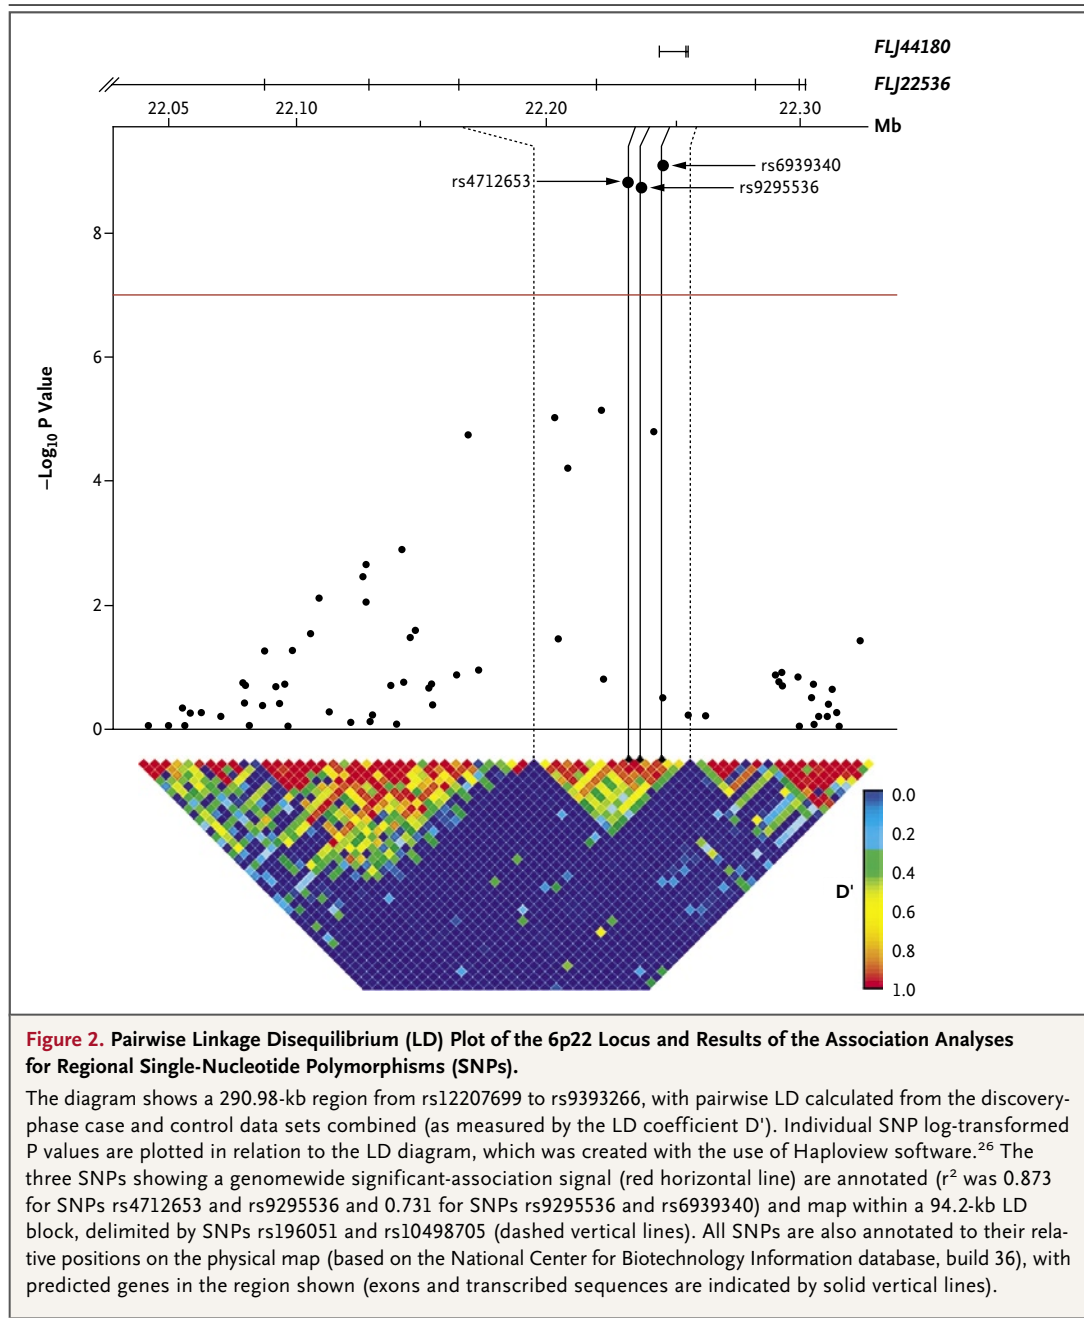 FLJ44180
FLJ22536
22.05 22.10 22.20 22.30
Mb
rs6939340
rs4712653
rs9295536
8
6
4
2
0
−Log10 P Value
0.0
0.2
0.4
0.6
0.8
1.0
D'
Figure 2. Pairwise Linkage Disequilibrium (LD) Plot of the 6p22 Locus and Results of the Association Analyses
for Regional Single-Nucleotide Polymorphisms (SNPs).
The diagram shows a 290.98-kb region from rs12207699 to rs9393266, with pairwise LD calculated from the discovery-
phase case and control data sets combined (as measured by the LD coefficient D'). Individual SNP log-transformed
P values are plotted in relation to the LD diagram, which was created with the use of Haploview software.²⁶ The
three SNPs showing a genomewide significant-association signal (red horizontal line) are annotated (r² was 0.873
for SNPs rs4712653 and rs9295536 and 0.731 for SNPs rs9295536 and rs6939340) and map within a 94.2-kb LD
block, delimited by SNPs rs196051 and rs10498705 (dashed vertical lines). All SNPs are also annotated to their rela-
tive positions on the physical map (based on the National Center for Biotechnology Information database, build 36), with
predicted genes in the region shown (exons and transcribed sequences are indicated by solid vertical lines).